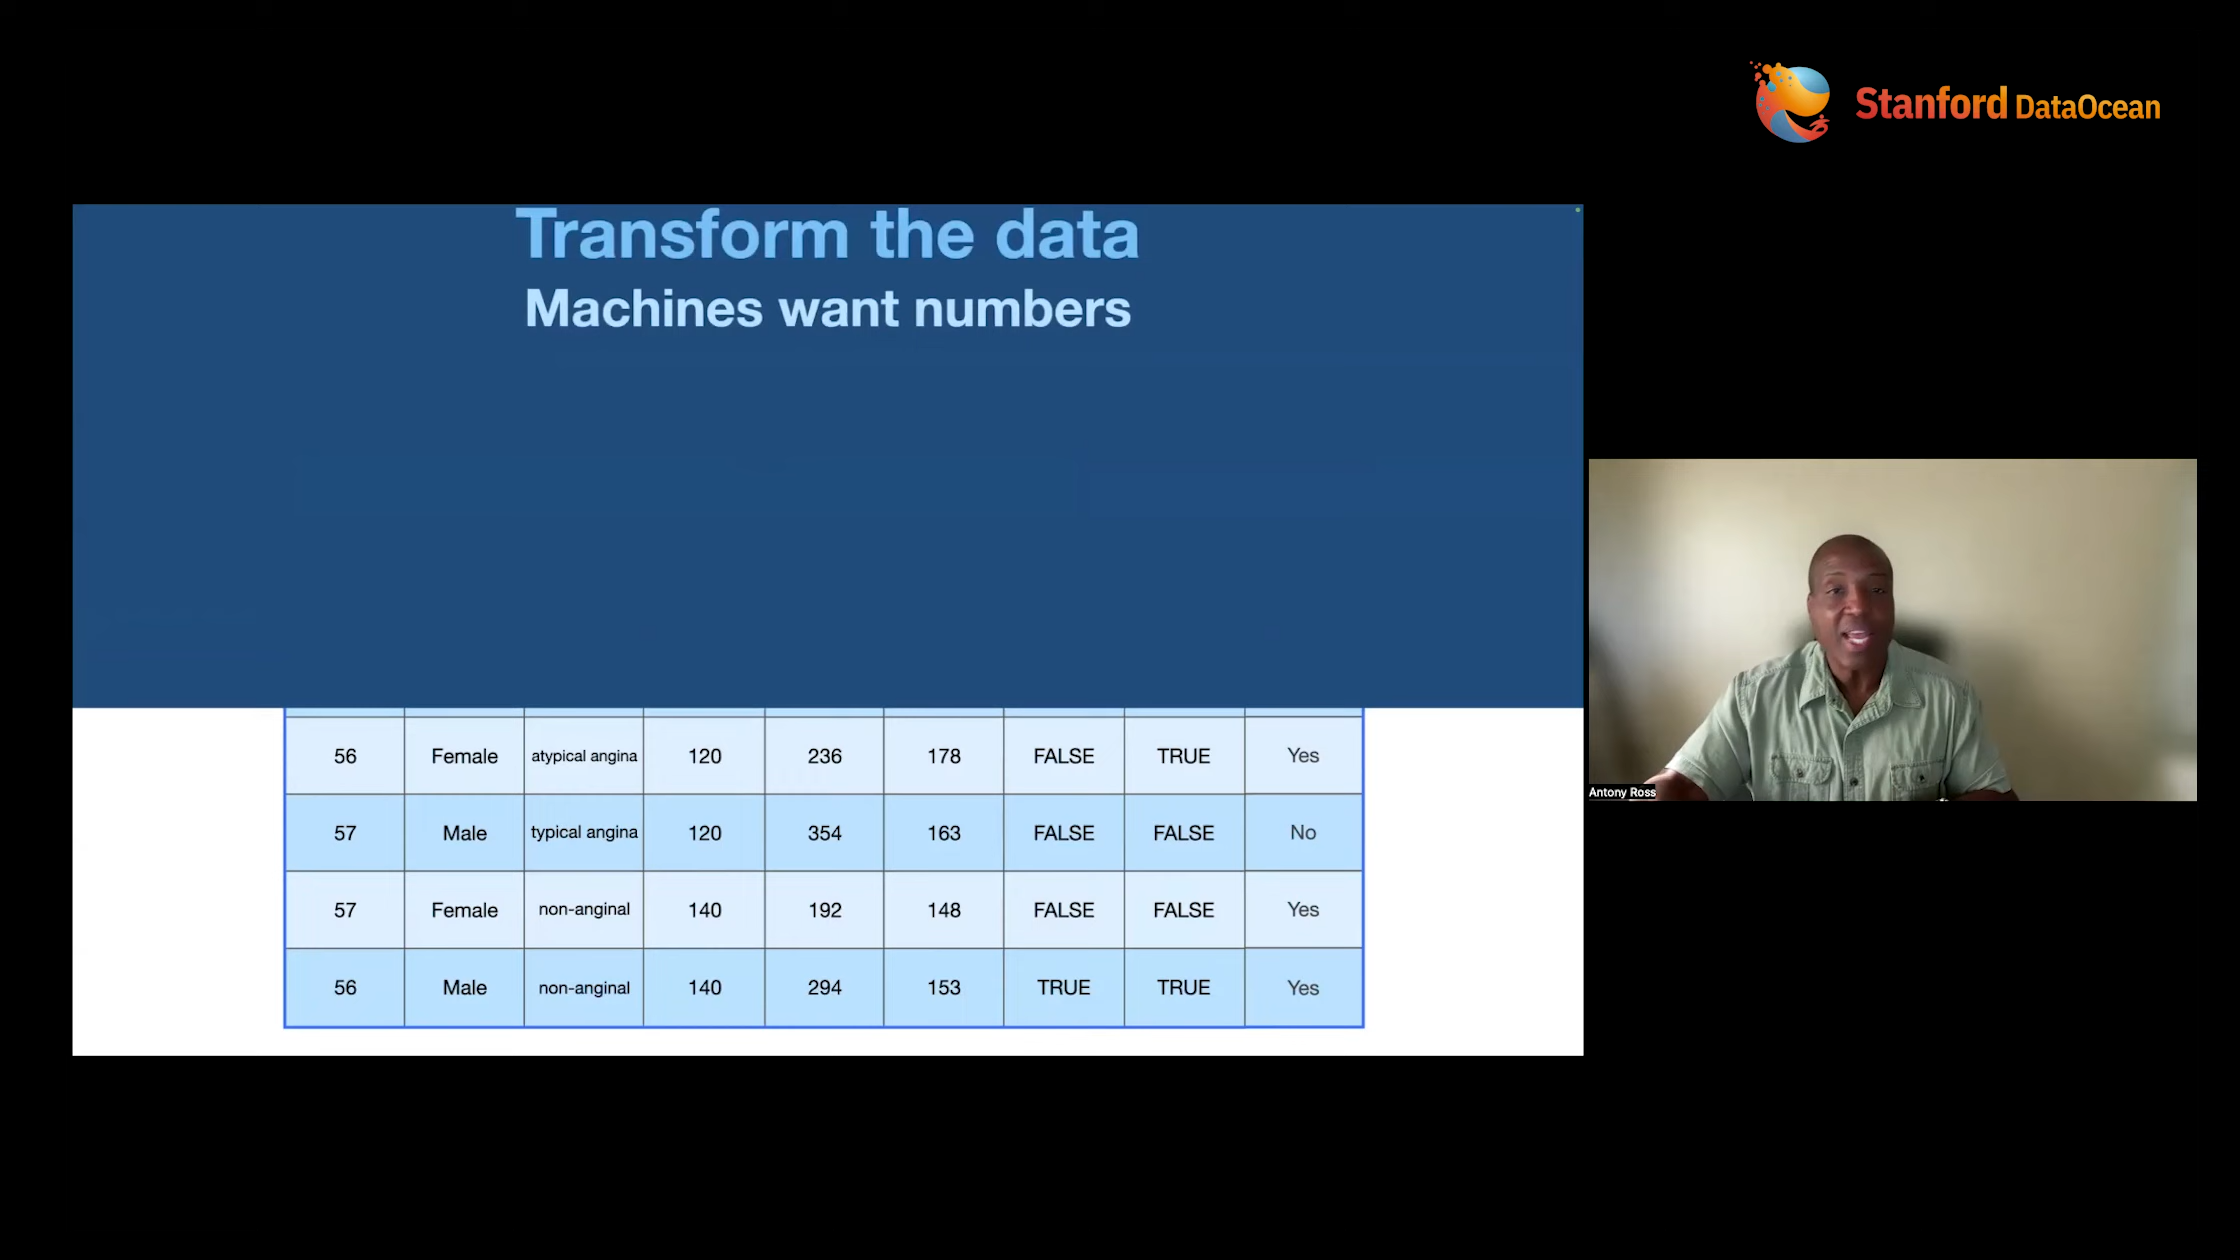 Stanford DataOcean
Transform the data
Machines want numbers
56 Female atypical angina 120 236 178 FALSE TRUE Yes
57 Male typical angina 120 354 163 FALSE FALSE No
57 Female non-anginal 140 192 148 FALSE FALSE Yes
56 Male non-anginal 140 294 153 TRUE TRUE Yes
Antony Ross